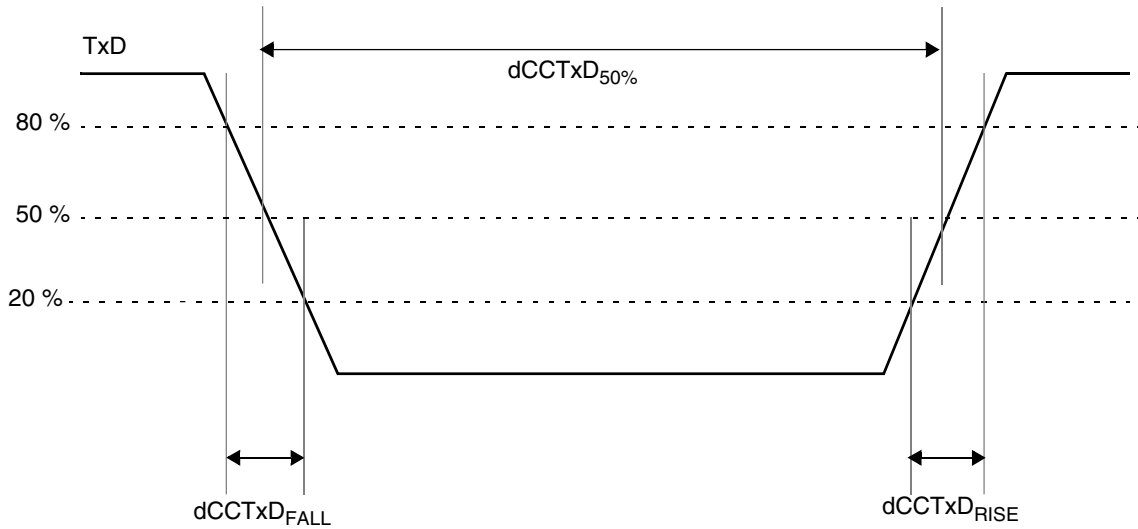 TxD
dCCTxD50%
80 %
50 %
20 %
dCCTxDFALL
dCCTxDRISE